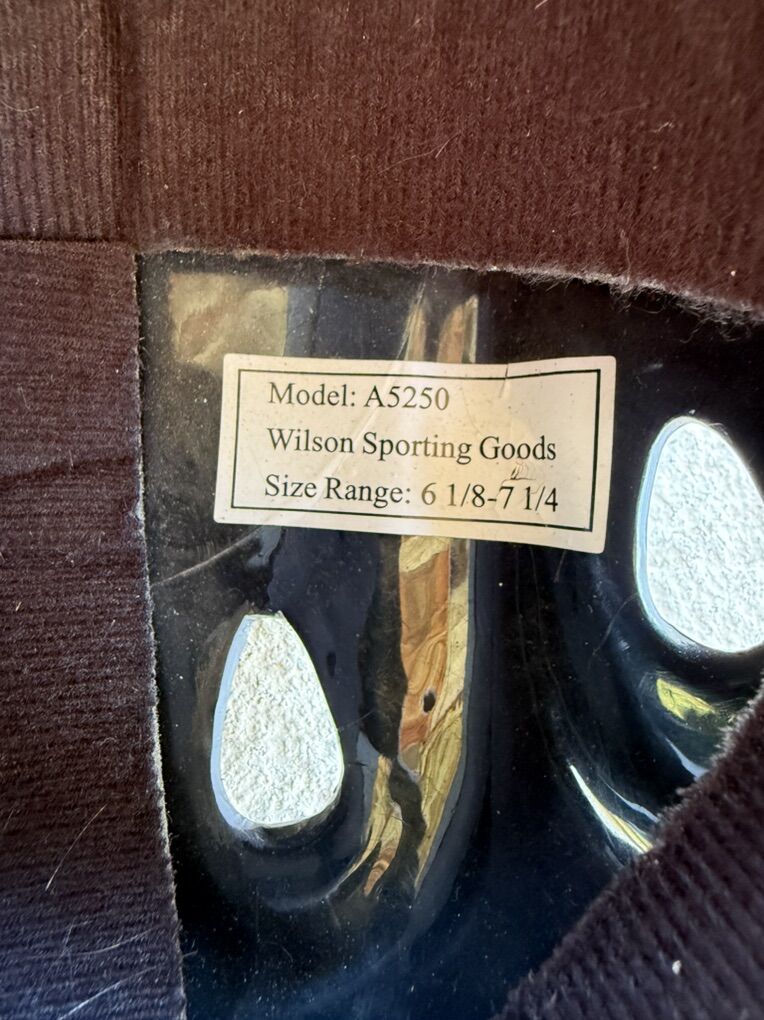 Model: A5250
Wilson Sporting Goods
Size Range: 6 1/8-7 1/4